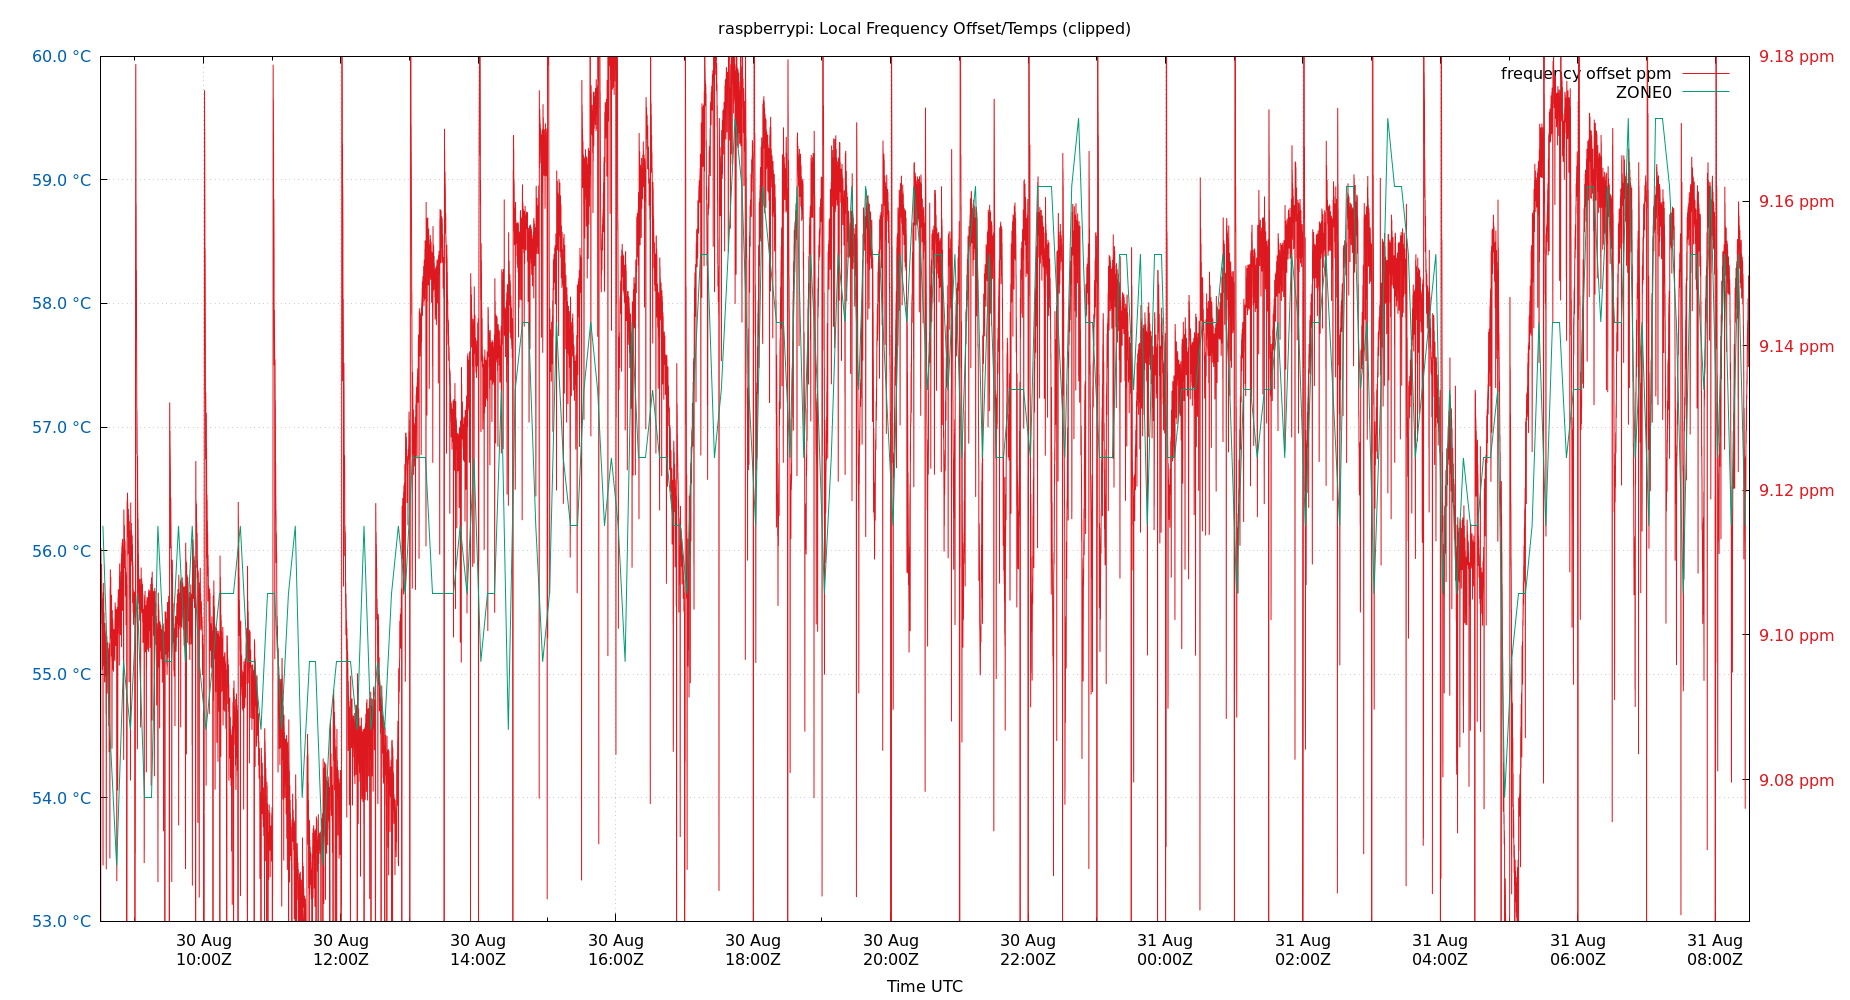 raspberrypi: Local Frequency Offset/Temps (clipped)
60.0 °C
59.0 °C
58.0 °C
57.0 °C
56.0 °C
55.0 °C
54.0 °C
53.0 °C
9.18 ppm
9.16 ppm
9.14 ppm
9.12 ppm
9.10 ppm
9.08 ppm
frequency offset ppm
ZONE0
30 Aug
10:00Z
30 Aug
12:00Z
30 Aug
14:00Z
30 Aug
16:00Z
30 Aug
18:00Z
30 Aug
20:00Z
30 Aug
22:00Z
31 Aug
00:00Z
31 Aug
02:00Z
31 Aug
04:00Z
31 Aug
06:00Z
31 Aug
08:00Z
Time UTC